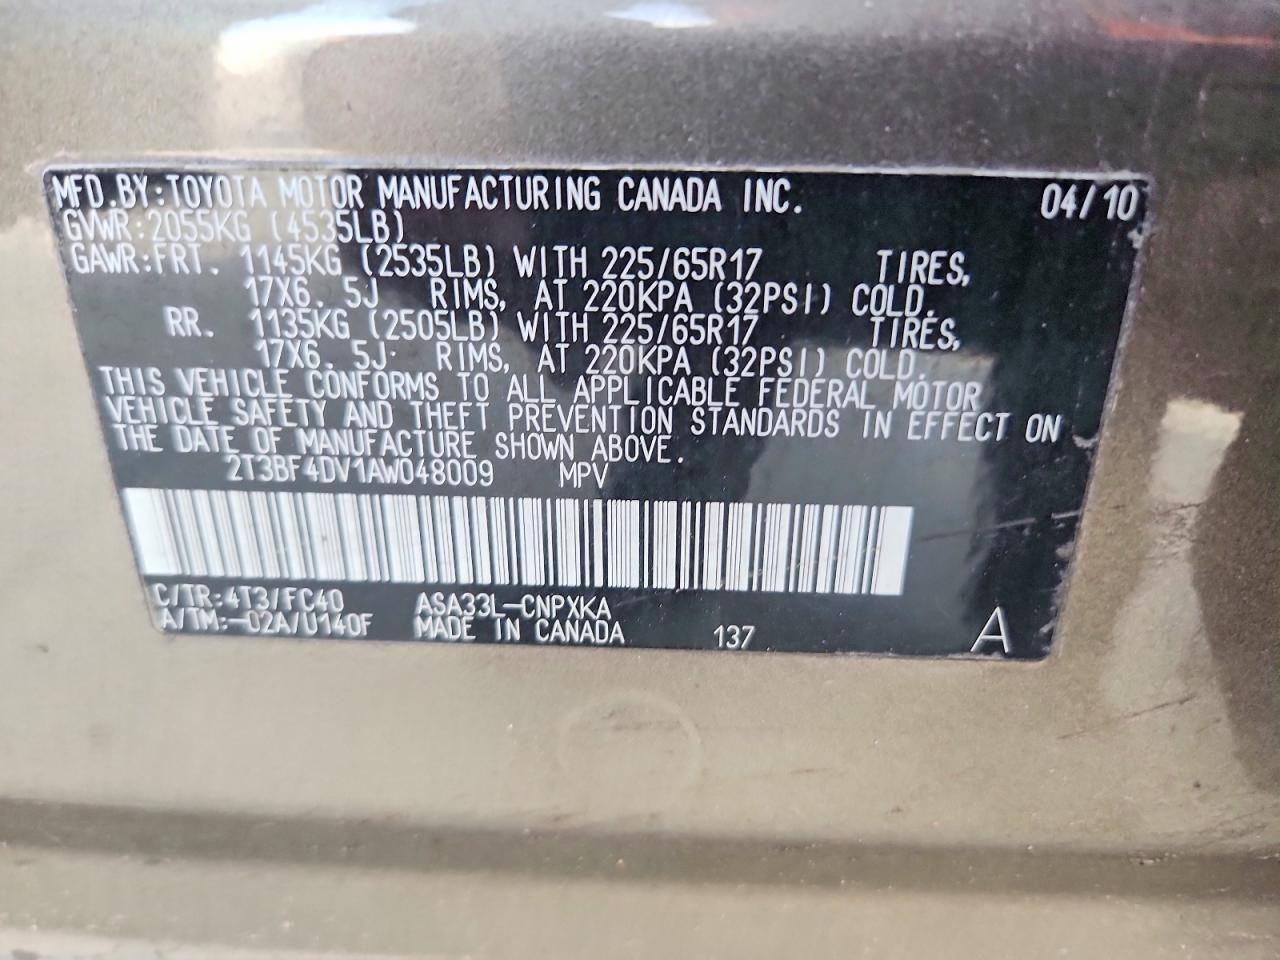 MFD.BY:TOYOTA MOTOR MANUFACTURING CANADA INC. 04/10
GVWR:2055KG (4535LB)
GAWR:FRT. 1145KG (2535LB) WITH 225/65R17 TIRES,
17X6. 5J RIMS, AT 220KPA (32PSI) COLD.
RR. 1135KG (2505LB) WITH 225/65R17 TIRES,
17X6. 5J RIMS, AT 220KPA (32PSI) COLD.
THIS VEHICLE CONFORMS TO ALL APPLICABLE FEDERAL MOTOR
VEHICLE SAFETY AND THEFT PREVENTION STANDARDS IN EFFECT ON
THE DATE OF MANUFACTURE SHOWN ABOVE.
2T3BF4DV1AW048009 MPV
C/TR:4T3/FC40 ASA33L-CNPXKA
A/TM:-02A/U140F MADE IN CANADA 137 A